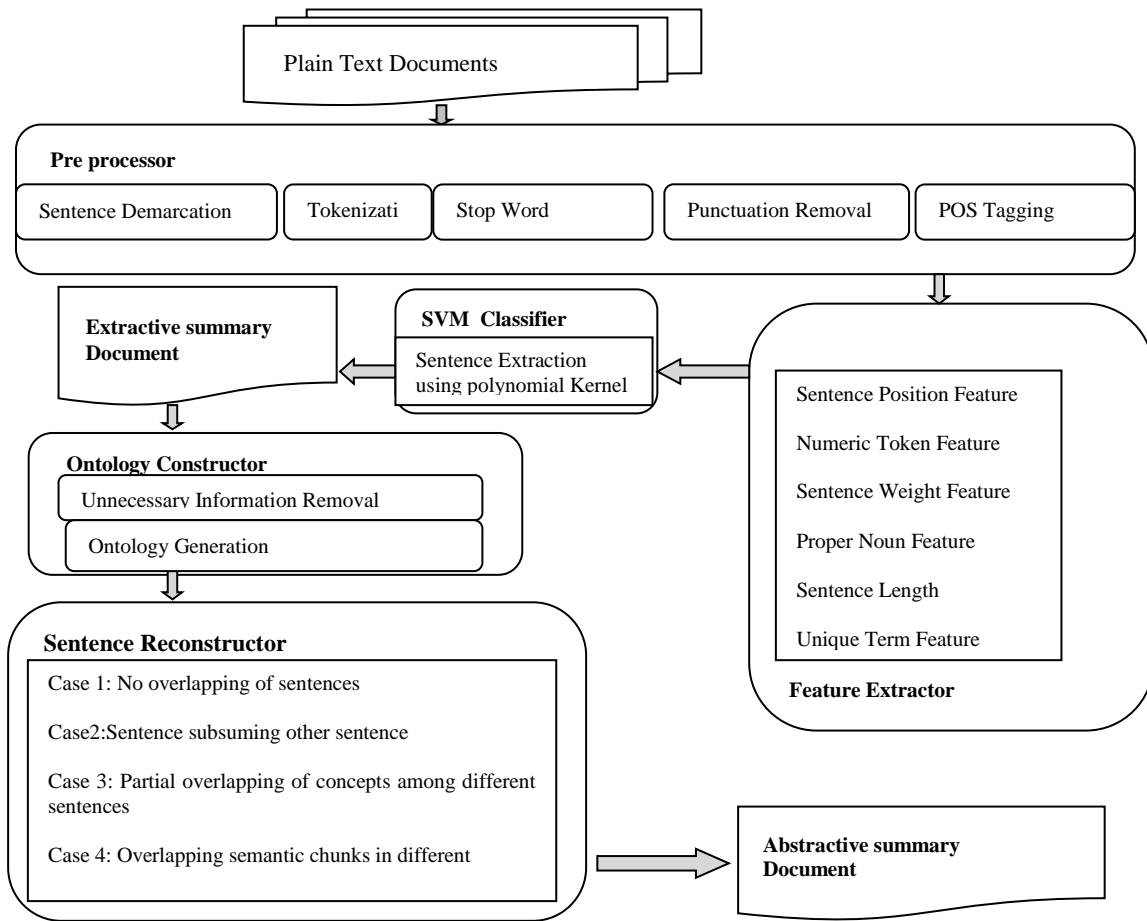 Plain Text Documents
Pre processor
Sentence Demarcation
Tokenizati
Stop Word
Punctuation Removal
POS Tagging
Extractive summary
Document
SVM Classifier
Sentence Extraction
using polynomial Kernel
Sentence Position Feature
Numeric Token Feature
Sentence Weight Feature
Proper Noun Feature
Sentence Length
Unique Term Feature
Feature Extractor
Ontology Constructor
Unnecessary Information Removal
Ontology Generation
Sentence Reconstructor
Case 1: No overlapping of sentences
Case2:Sentence subsuming other sentence
Case 3: Partial overlapping of concepts among different
sentences
Case 4: Overlapping semantic chunks in different
Abstractive summary
Document